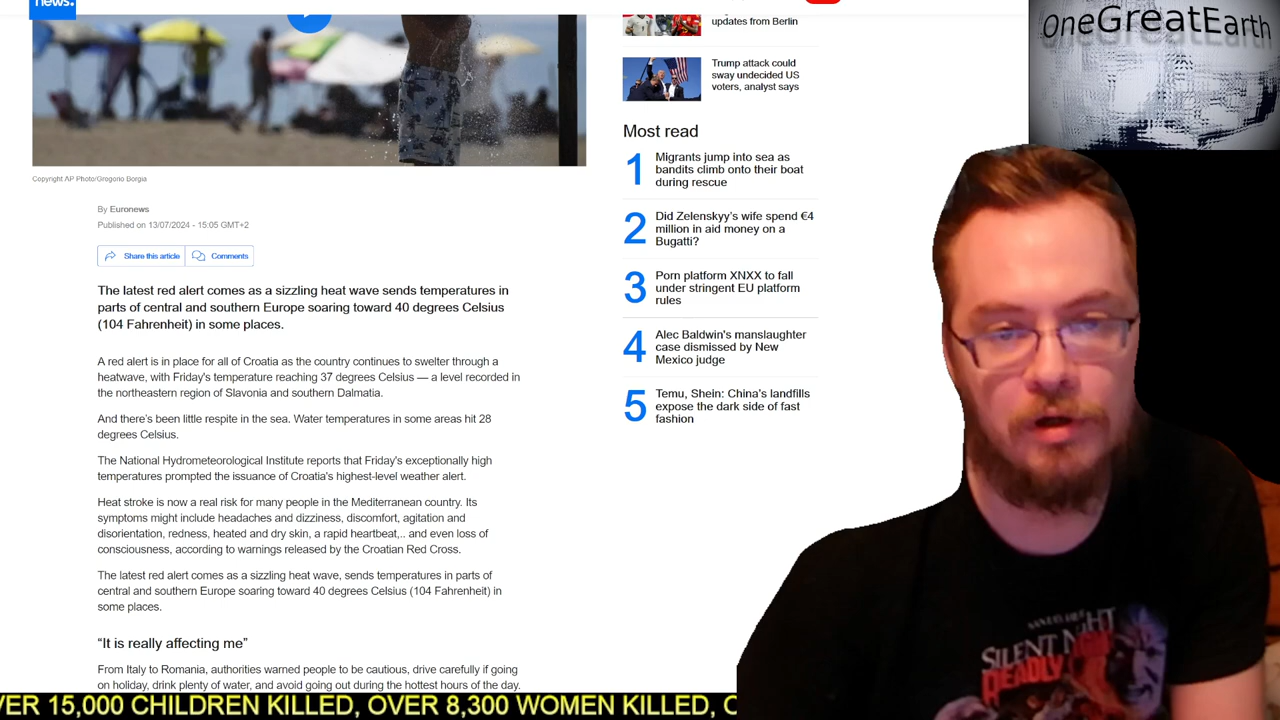 news.
updates from Berlin
OneGreatEarth
Trump attack could
sway undecided US
voters, analyst says
Most read
1
Migrants jump into sea as
bandits climb onto their boat
during rescue
2
Did Zelenskyy's wife spend €4
million in aid money on a
Bugatti?
3
Porn platform XNXX to fall
under stringent EU platform
rules
4
Alec Baldwin's manslaughter
case dismissed by New
Mexico judge
5
Temu, Shein: China's landfills
expose the dark side of fast
fashion
Copyright AP Photo/Gregorio Borgia
By Euronews
Published on 13/07/2024 - 15:05 GMT+2
Share this article
Comments
The latest red alert comes as a sizzling heat wave sends temperatures in
parts of central and southern Europe soaring toward 40 degrees Celsius
(104 Fahrenheit) in some places.
A red alert is in place for all of Croatia as the country continues to swelter through a
heatwave, with Friday's temperature reaching 37 degrees Celsius — a level recorded in
the northeastern region of Slavonia and southern Dalmatia.
And there's been little respite in the sea. Water temperatures in some areas hit 28
degrees Celsius.
The National Hydrometeorological Institute reports that Friday's exceptionally high
temperatures prompted the issuance of Croatia's highest-level weather alert.
Heat stroke is now a real risk for many people in the Mediterranean country. Its
symptoms might include headaches and dizziness, discomfort, agitation and
disorientation, redness, heated and dry skin, a rapid heartbeat,.. and even loss of
consciousness, according to warnings released by the Croatian Red Cross.
The latest red alert comes as a sizzling heat wave, sends temperatures in parts of
central and southern Europe soaring toward 40 degrees Celsius (104 Fahrenheit) in
some places.
“It is really affecting me”
From Italy to Romania, authorities warned people to be cautious, drive carefully if going
on holiday, drink plenty of water, and avoid going out during the hottest hours of the day.
SILENT NIGHT
DEADLY
VER 15,000 CHILDREN KILLED, OVER 8,300 WOMEN KILLED, O